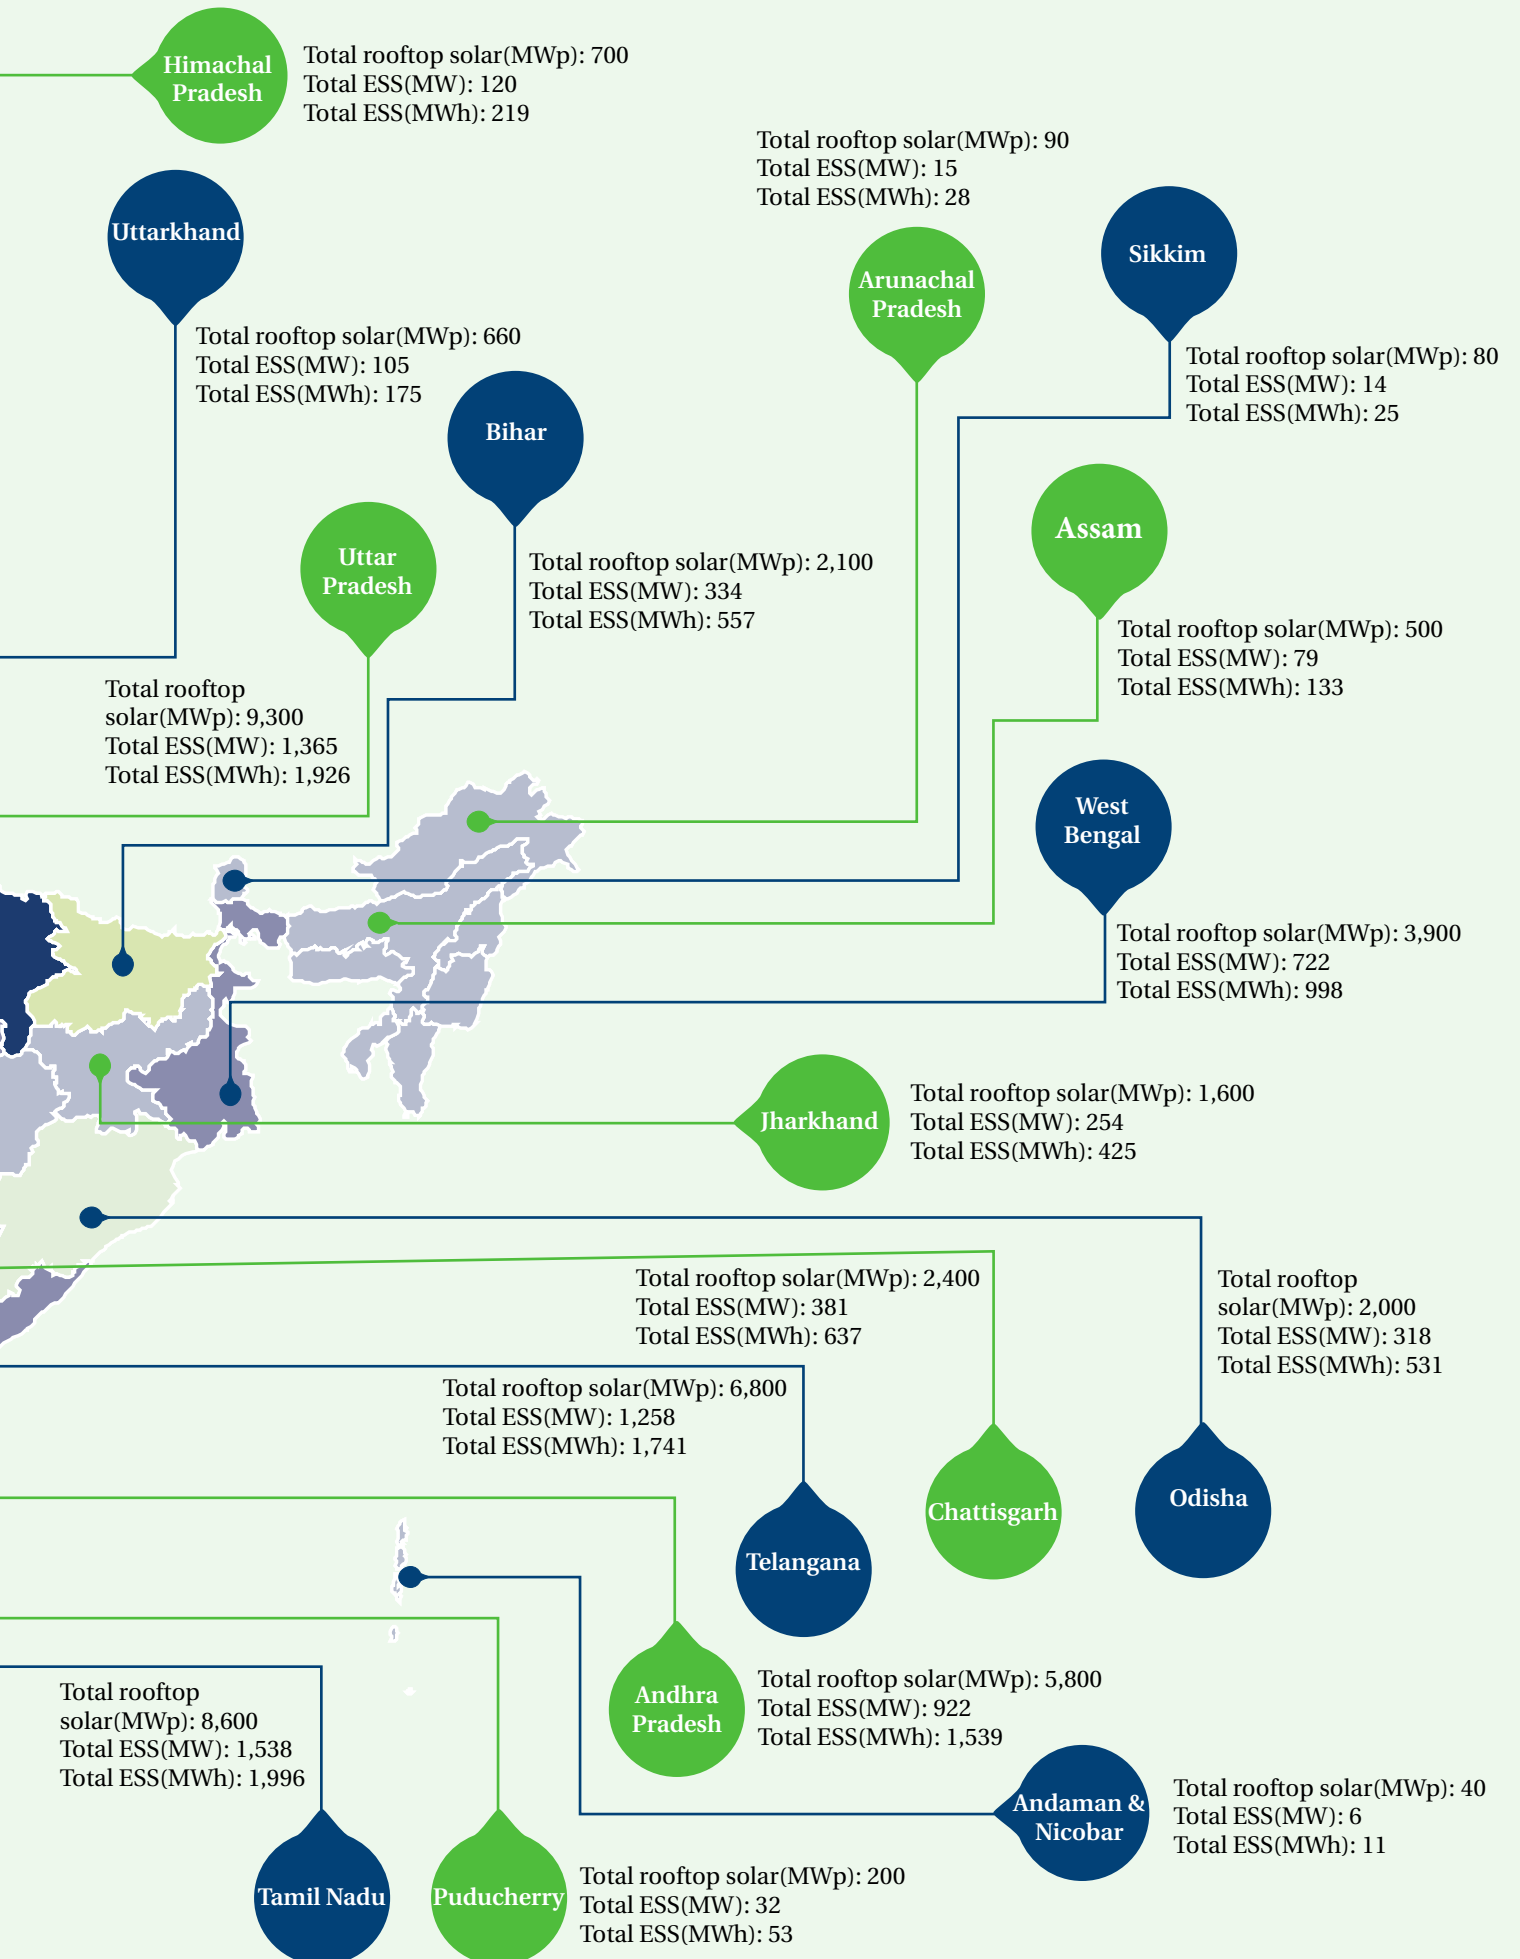 Himachal
Pradesh
Total rooftop solar(MWp): 700
Total ESS(MW): 120
Total ESS(MWh): 219
Total rooftop solar(MWp): 90
Total ESS(MW): 15
Total ESS(MWh): 28
Arunachal
Pradesh
Uttarkhand
Total rooftop solar(MWp): 660
Total ESS(MW): 105
Total ESS(MWh): 175
Sikkim
Total rooftop solar(MWp): 80
Total ESS(MW): 14
Total ESS(MWh): 25
Bihar
Total rooftop solar(MWp): 2,100
Total ESS(MW): 334
Total ESS(MWh): 557
Assam
Total rooftop solar(MWp): 500
Total ESS(MW): 79
Total ESS(MWh): 133
Uttar
Pradesh
Total rooftop
solar(MWp): 9,300
Total ESS(MW): 1,365
Total ESS(MWh): 1,926
West
Bengal
Total rooftop solar(MWp): 3,900
Total ESS(MW): 722
Total ESS(MWh): 998
Jharkhand
Total rooftop solar(MWp): 1,600
Total ESS(MW): 254
Total ESS(MWh): 425
Total rooftop solar(MWp): 2,400
Total ESS(MW): 381
Total ESS(MWh): 637
Chattisgarh
Total rooftop
solar(MWp): 2,000
Total ESS(MW): 318
Total ESS(MWh): 531
Odisha
Total rooftop solar(MWp): 6,800
Total ESS(MW): 1,258
Total ESS(MWh): 1,741
Telangana
Andhra
Pradesh
Total rooftop solar(MWp): 5,800
Total ESS(MW): 922
Total ESS(MWh): 1,539
Total rooftop
solar(MWp): 8,600
Total ESS(MW): 1,538
Total ESS(MWh): 1,996
Tamil Nadu
Andaman &
Nicobar
Total rooftop solar(MWp): 40
Total ESS(MW): 6
Total ESS(MWh): 11
Puducherry
Total rooftop solar(MWp): 200
Total ESS(MW): 32
Total ESS(MWh): 53